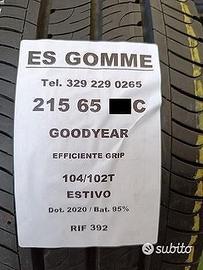 ES GOMME
Tel. 329 229 0265
215 65 C
GOODYEAR
EFFICIENTE GRIP
104/102T
ESTIVO
Dot. 2020 / Bat. 95%
RIF 392
subito